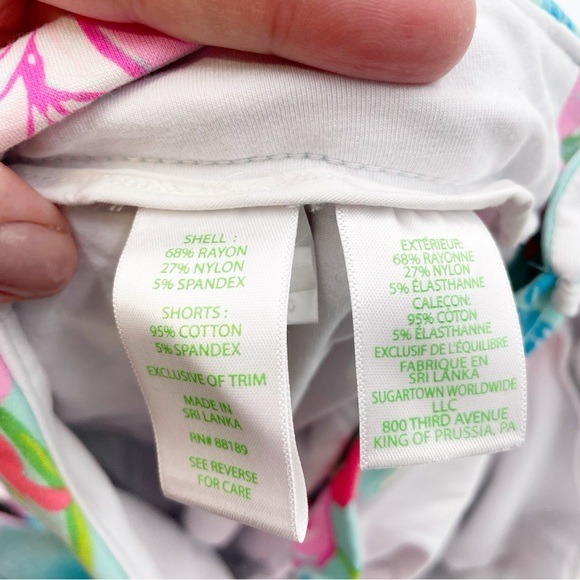 SHELL :
68% RAYON
27% NYLON
5% SPANDEX
SHORTS :
95% COTTON
5% SPANDEX
EXCLUSIVE OF TRIM
MADE IN
SRI LANKA
RN# 88189
SEE REVERSE
FOR CARE
EXTÉRIEUR:
68% RAYONNE
27% NYLON
5% ÉLASTHANNE
CALEÇON:
95% COTON
5% ÉLASTHANNE
EXCLUSIF DE L'ÉQUILIBRE
FABRIQUE EN
SRI LANKA
SUGARTOWN WORLDWIDE
LLC
800 THIRD AVENUE
KING OF PRUSSIA, PA